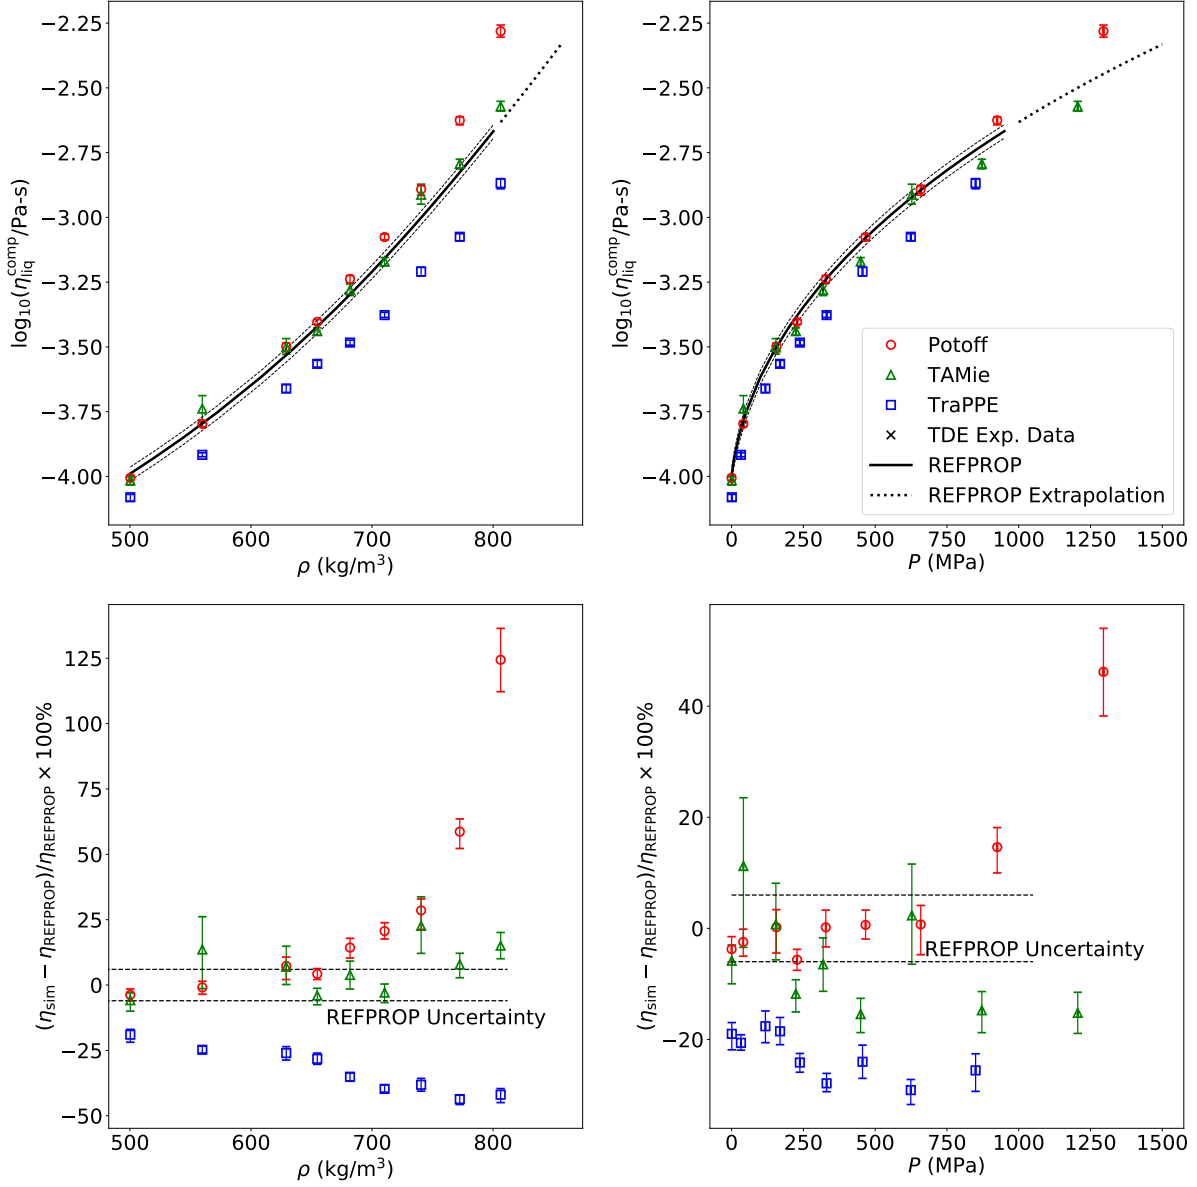 −2.25
−2.50
−2.75
−3.00
−3.25
−3.50
−3.75
−4.00
log₁₀(η_liq^comp/Pa-s)
500 600 700 800
ρ (kg/m³)
−2.25
−2.50
−2.75
−3.00
−3.25
−3.50
−3.75
−4.00
log₁₀(η_liq^comp/Pa-s)
Potoff
TAMie
TraPPE
TDE Exp. Data
REFPROP
REFPROP Extrapolation
0 250 500 750 1000 1250 1500
P (MPa)
125
100
75
50
25
0
−25
−50
(η_sim − η_REFPROP)/η_REFPROP × 100%
REFPROP Uncertainty
500 600 700 800
ρ (kg/m³)
40
20
0
−20
(η_sim − η_REFPROP)/η_REFPROP × 100%
REFPROP Uncertainty
0 250 500 750 1000 1250 1500
P (MPa)